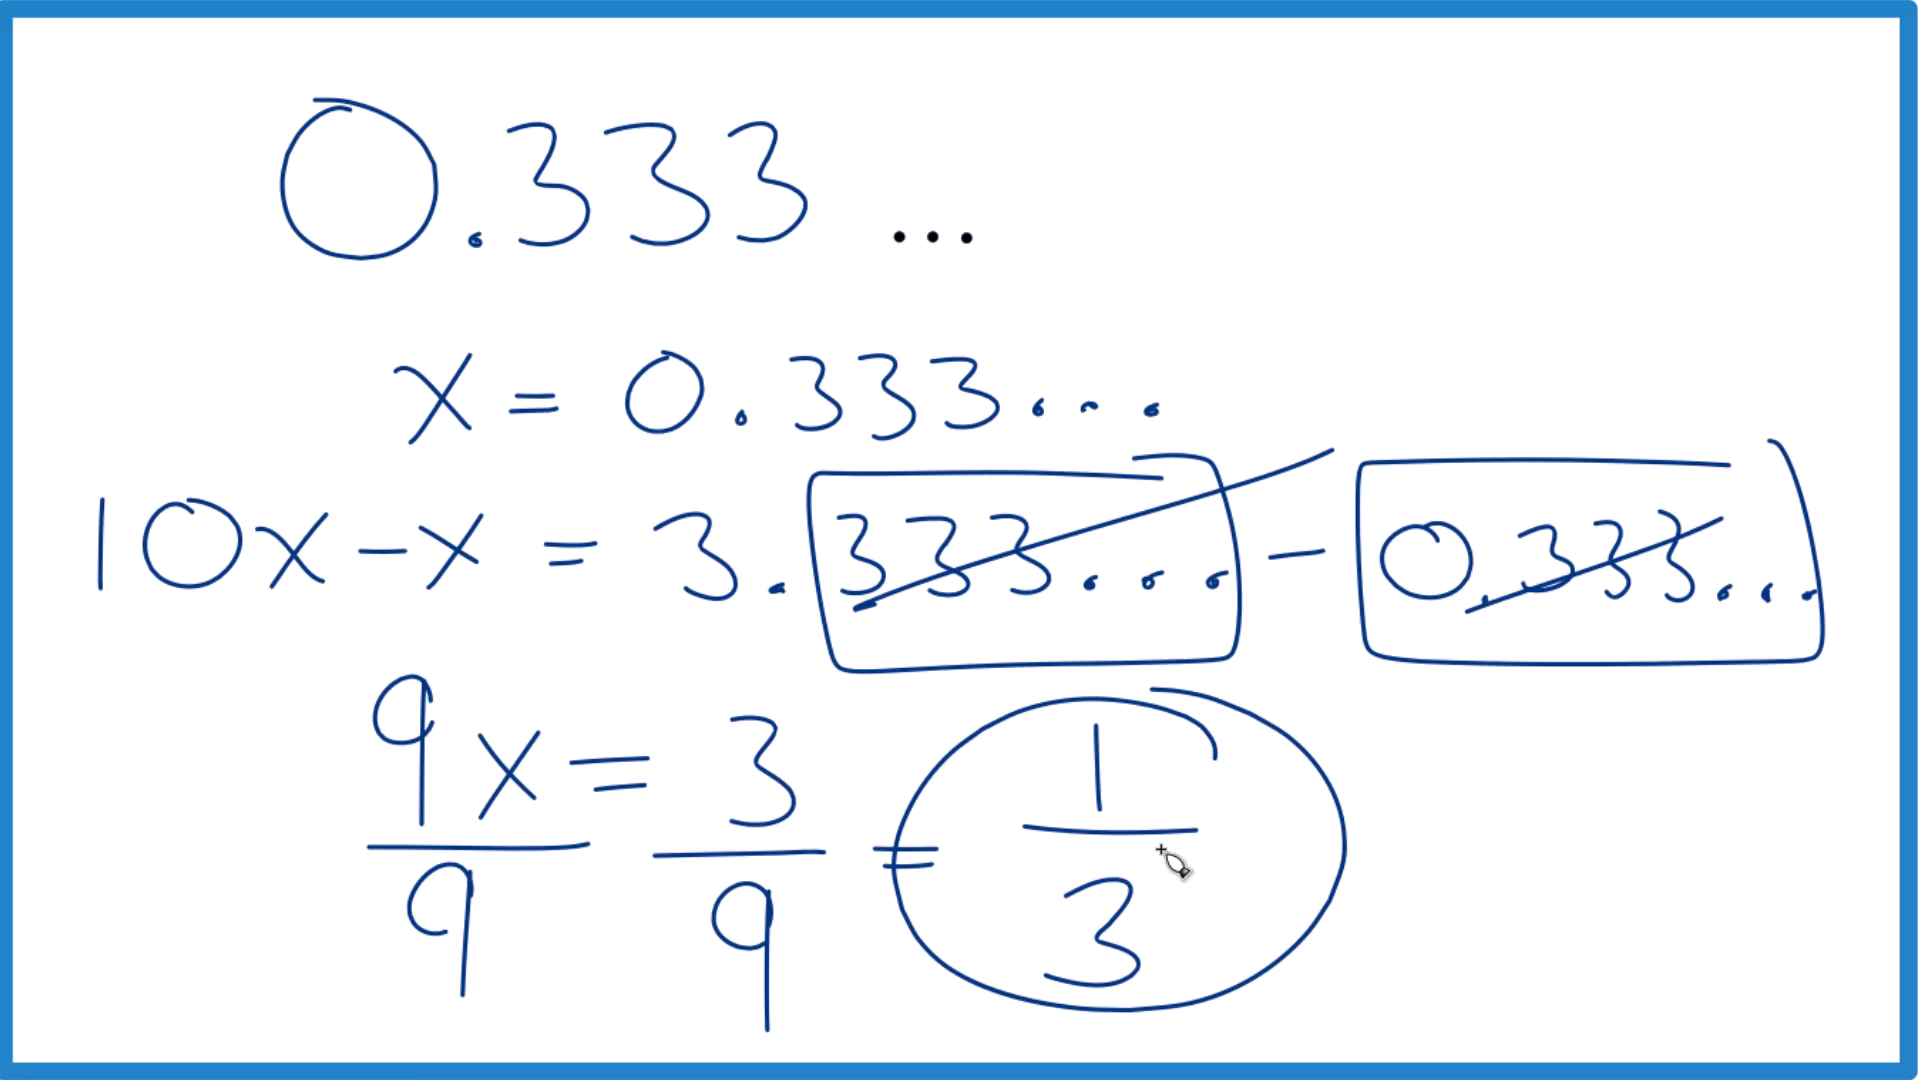 0.333 ...
x = 0.333...
10x - x = 3.333... - 0.333...
9x/9 = 3/9 = 1/3